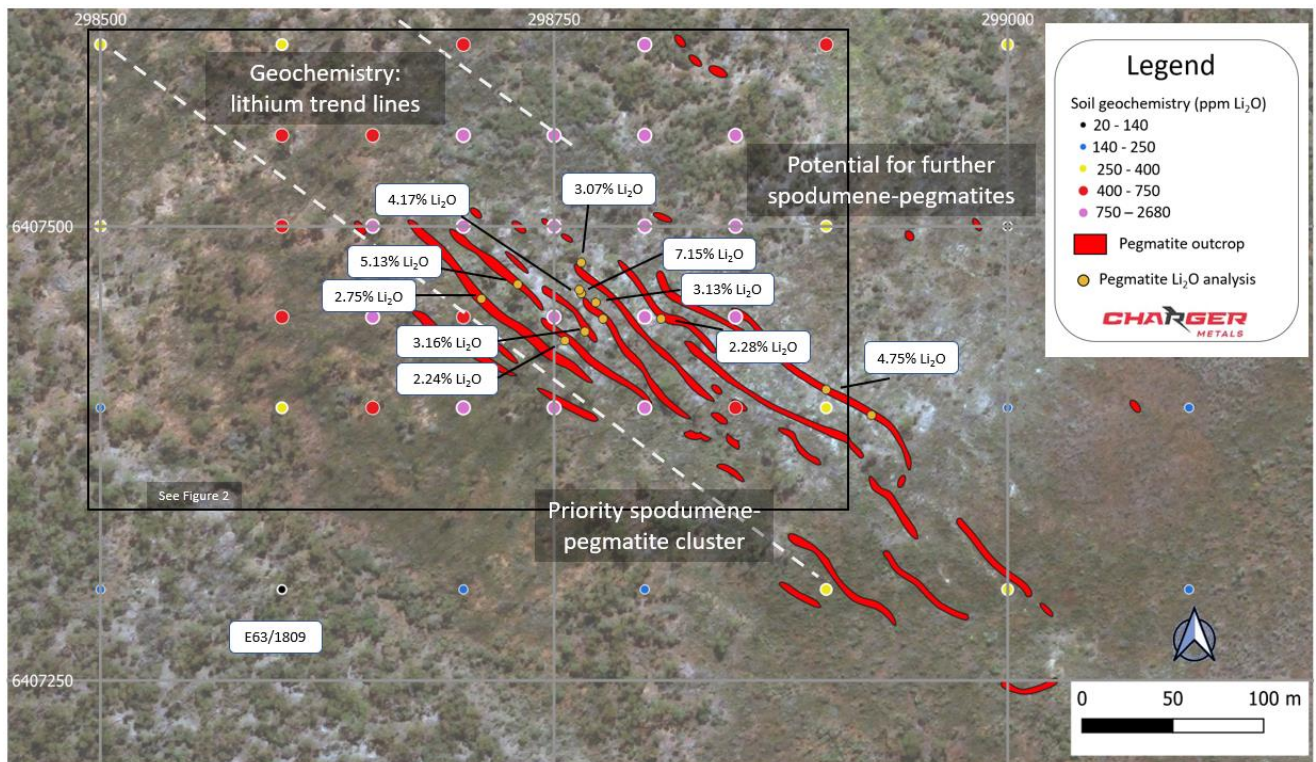 298500
298750
299000
Geochemistry:
lithium trend lines
Potential for further
spodumene-pegmatites
3.07% Li₂O
4.17% Li₂O
6407500
7.15% Li₂O
5.13% Li₂O
3.13% Li₂O
2.75% Li₂O
3.16% Li₂O
2.28% Li₂O
4.75% Li₂O
2.24% Li₂O
See Figure 2
Priority spodumene-
pegmatite cluster
E63/1809
6407250
Legend
Soil geochemistry (ppm Li₂O)
20 - 140
140 - 250
250 - 400
400 - 750
750 – 2680
Pegmatite outcrop
Pegmatite Li₂O analysis
CHARGER
METALS
0 50 100 m